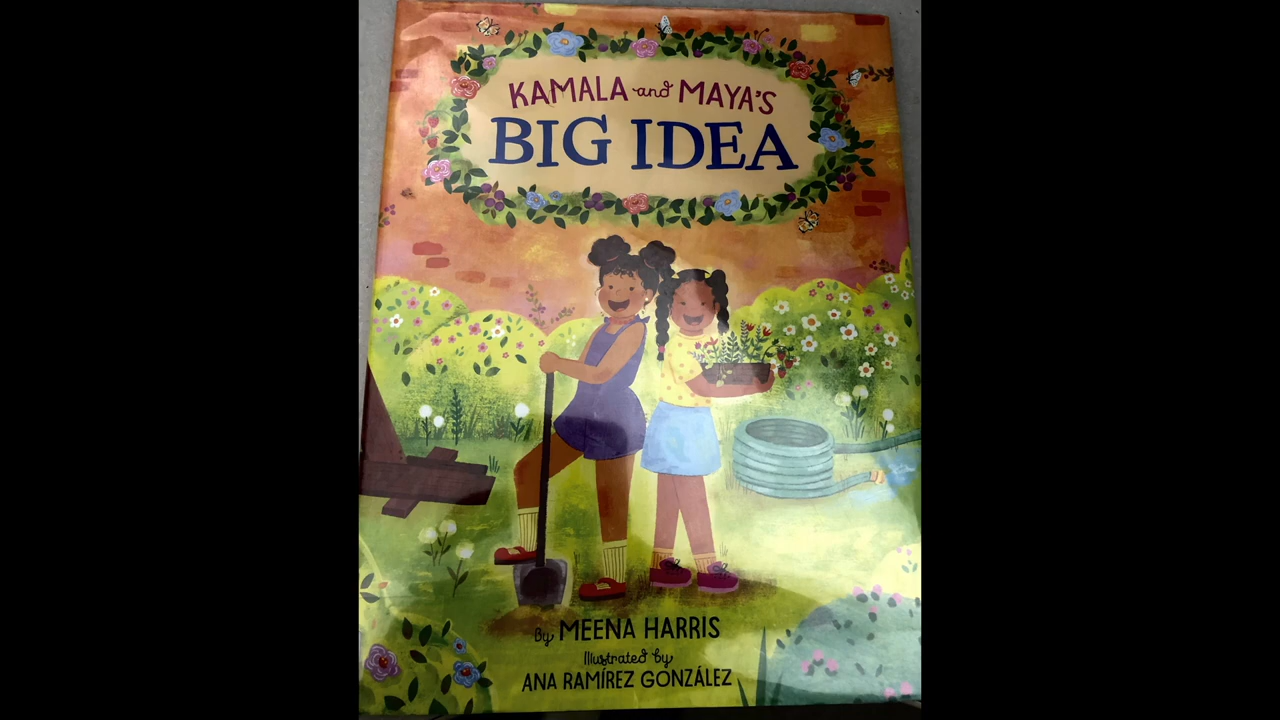 KAMALA and MAYA'S
BIG IDEA
By MEENA HARRIS
Illustrated by
ANA RAMÍREZ GONZÁLEZ